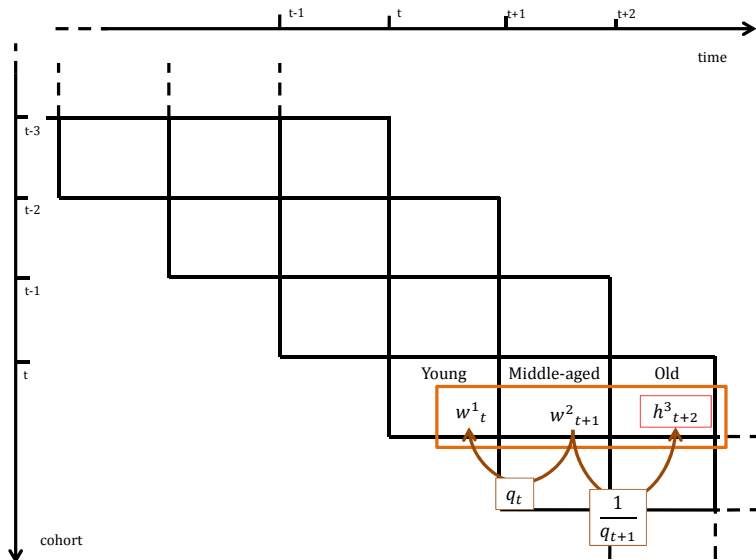 t-1 t t+1 t+2
time
t-3
t-2
t-1
t
Young Middle-aged Old
w¹ₜ w²ₜ₊₁ h³ₜ₊₂
qₜ
1
qₜ₊₁
cohort